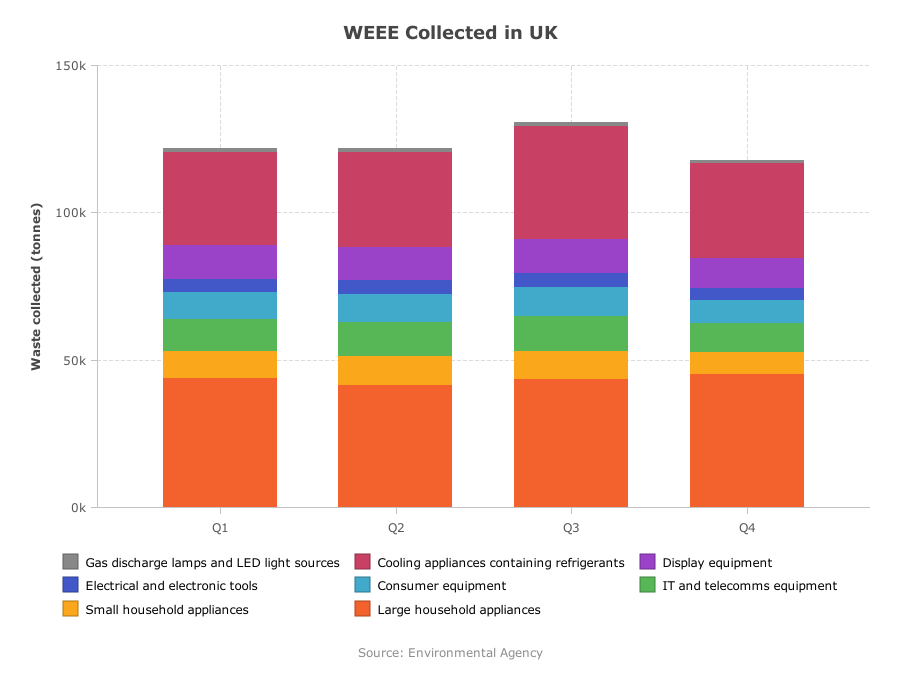 WEEE Collected in UK
150k
100k
50k
0k
Waste collected (tonnes)
Q1 Q2 Q3 Q4
Gas discharge lamps and LED light sources Cooling appliances containing refrigerants Display equipment
Electrical and electronic tools Consumer equipment IT and telecomms equipment
Small household appliances Large household appliances
Source: Environmental Agency